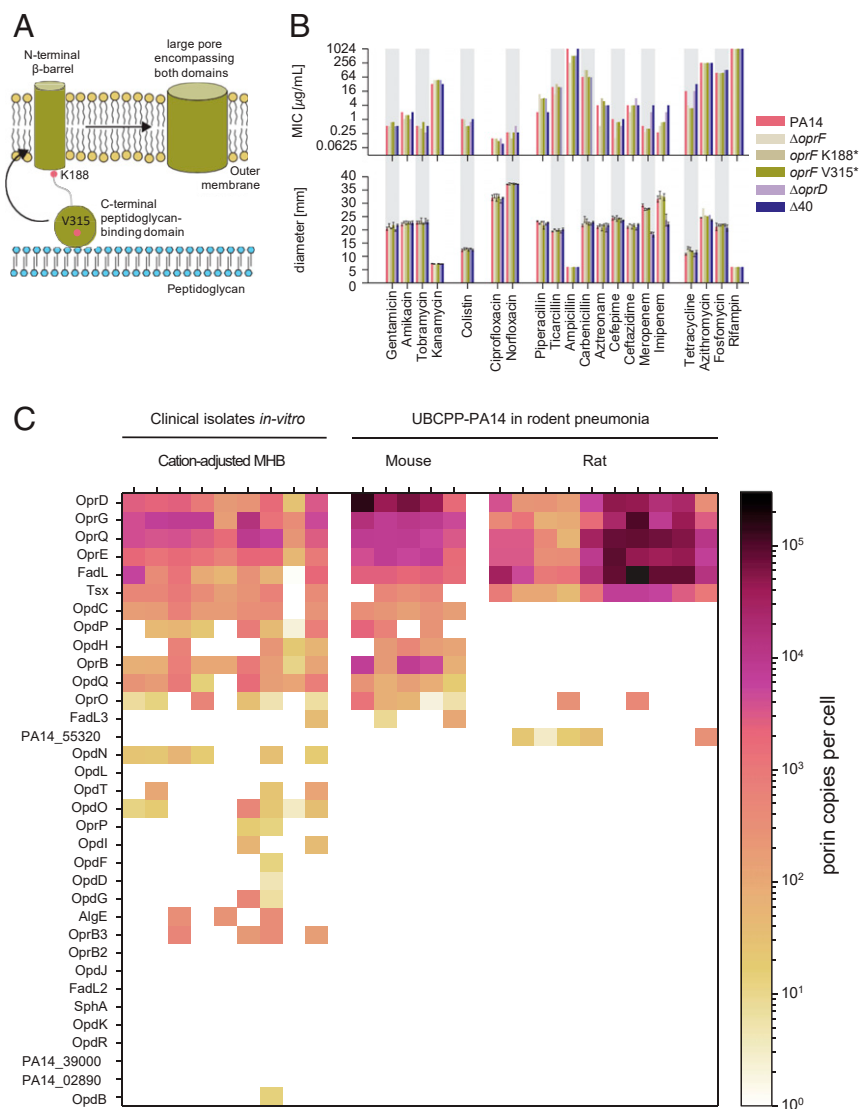 A
N-terminal
β-barrel
large pore
encompassing
both domains
K188
Outer
membrane
V315
C-terminal
peptidoglycan-
binding domain
Peptidoglycan
B
MIC [µg/mL]
1024
256
64
16
4
1
0.25
0.0625
diameter [mm]
40
35
30
25
20
15
10
5
0
Gentamicin
Amikacin
Tobramycin
Kanamycin
Colistin
Ciprofloxacin
Norfloxacin
Piperacillin
Ticarcillin
Ampicillin
Carbenicillin
Aztreonam
Cefepime
Ceftazidime
Meropenem
Imipenem
Tetracycline
Azithromycin
Fosfomycin
Rifampin
PA14
ΔoprF
oprF K188*
oprF V315*
ΔoprD
Δ40
C
Clinical isolates in-vitro
UBCPP-PA14 in rodent pneumonia
Cation-adjusted MHB
Mouse
Rat
OprD
OprG
OprQ
OprE
FadL
Tsx
OpdC
OpdP
OpdH
OprB
OpdQ
OprO
FadL3
PA14_55320
OpdN
OpdL
OpdT
OpdO
OprP
OpdI
OpdF
OpdD
OpdG
AlgE
OprB3
OprB2
OpdJ
FadL2
SphA
OpdK
OpdR
PA14_39000
PA14_02890
OpdB
10⁵
10⁴
10³
10²
10¹
10⁰
porin copies per cell